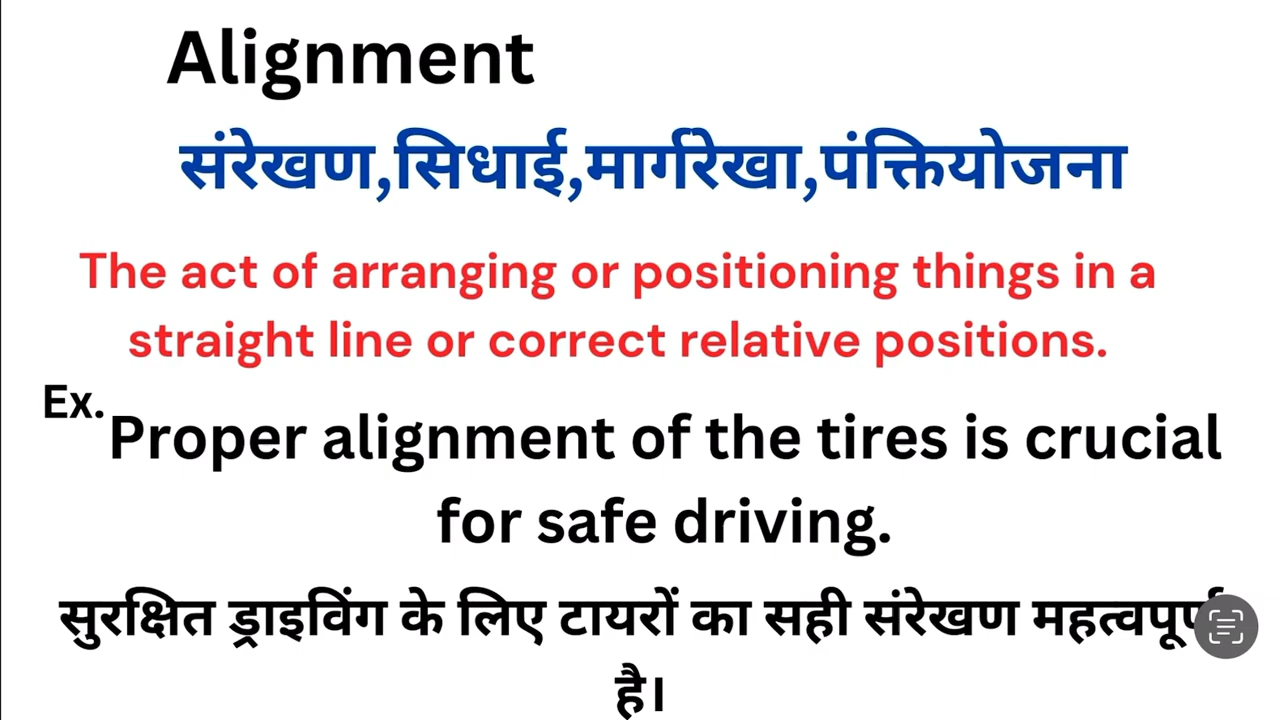 Alignment
संरेखण,सिधाई,मार्गरेखा,पंक्तियोजना
The act of arranging or positioning things in a
straight line or correct relative positions.
Ex.
Proper alignment of the tires is crucial
for safe driving.
सुरक्षित ड्राइविंग के लिए टायरों का सही संरेखण
है।